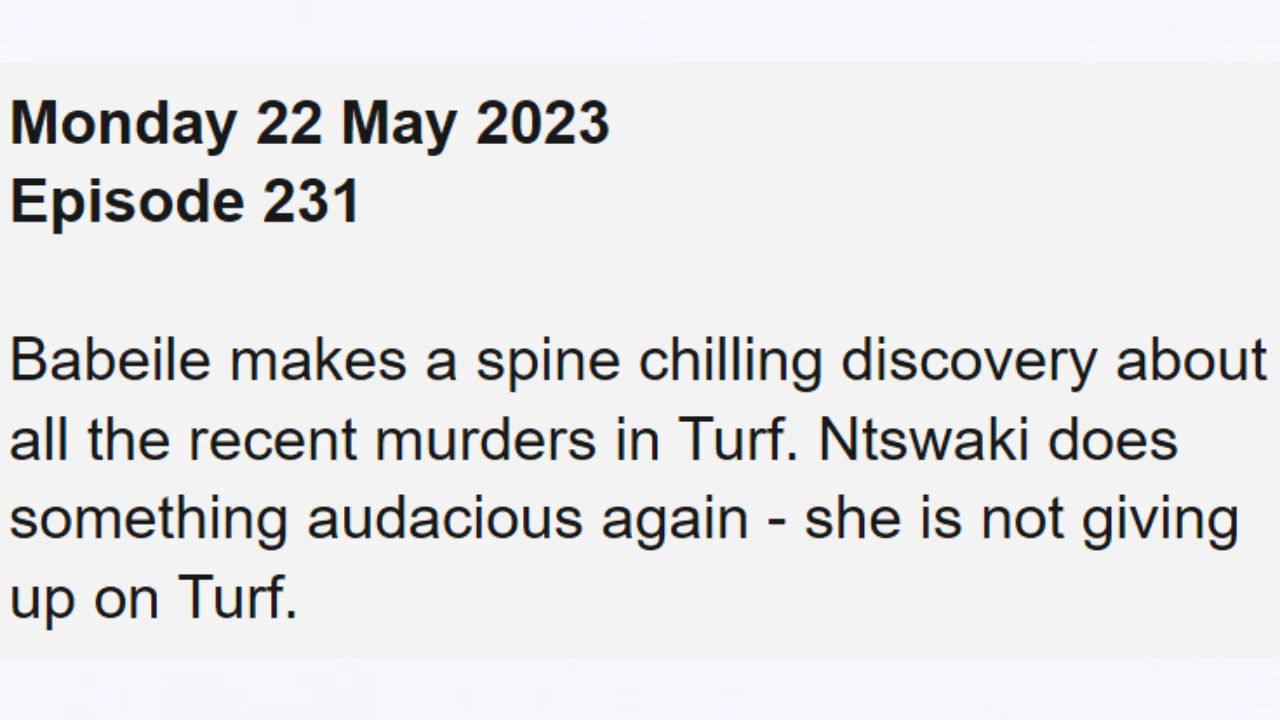 Monday 22 May 2023
Episode 231
Babeile makes a spine chilling discovery about
all the recent murders in Turf. Ntswaki does
something audacious again - she is not giving
up on Turf.